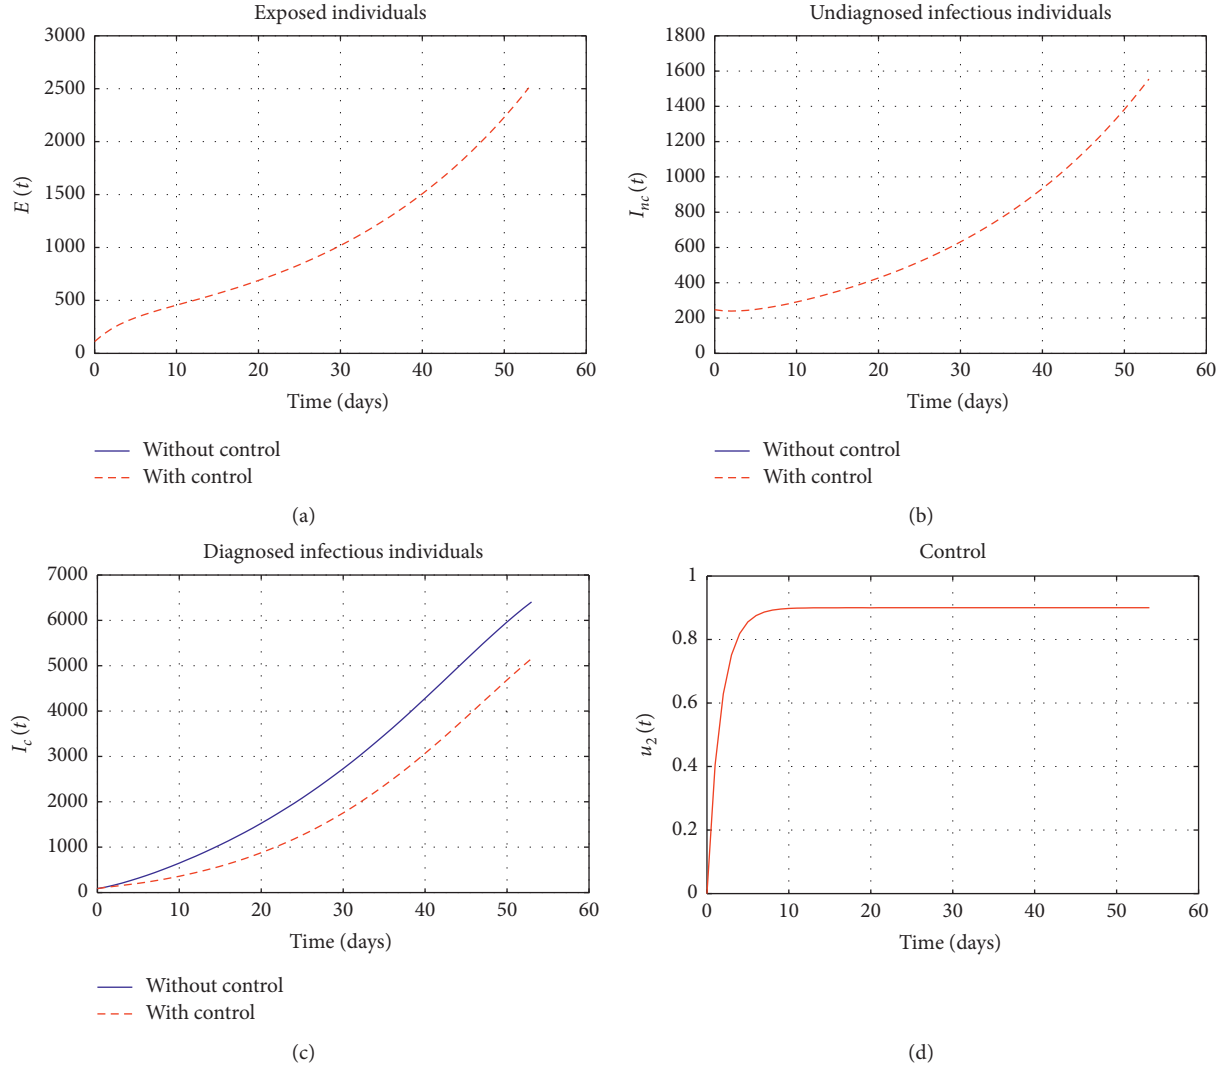 Exposed individuals
3000
2500
2000
1500
1000
500
0
E (t)
0 10 20 30 40 50 60
Time (days)
Without control
With control
(a)
Undiagnosed infectious individuals
1800
1600
1400
1200
1000
800
600
400
200
0
I_nc (t)
0 10 20 30 40 50 60
Time (days)
Without control
With control
(b)
Diagnosed infectious individuals
7000
6000
5000
4000
3000
2000
1000
0
I_c (t)
0 10 20 30 40 50 60
Time (days)
Without control
With control
(c)
Control
1
0.8
0.6
0.4
0.2
0
u_2 (t)
0 10 20 30 40 50 60
Time (days)
(d)